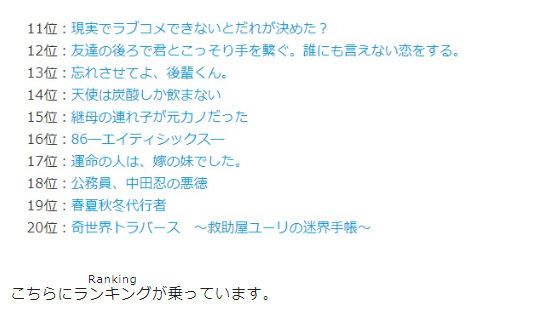 11位：現実でラブコメできないとだれが決めた？
12位：友達の後ろで君とこっそり手を繋ぐ。誰にも言えない恋をする。
13位：忘れさせてよ、後輩くん。
14位：天使は炭酸しか飲まない
15位：継母の連れ子が元カノだった
16位：86―エイティシックス―
17位：運命の人は、嫁の妹でした。
18位：公務員、中田忍の悪徳
19位：春夏秋冬代行者
20位：奇世界トラバース　～救助屋ユーリの迷界手帳～
Ranking
こちらにランキングが乗っています。